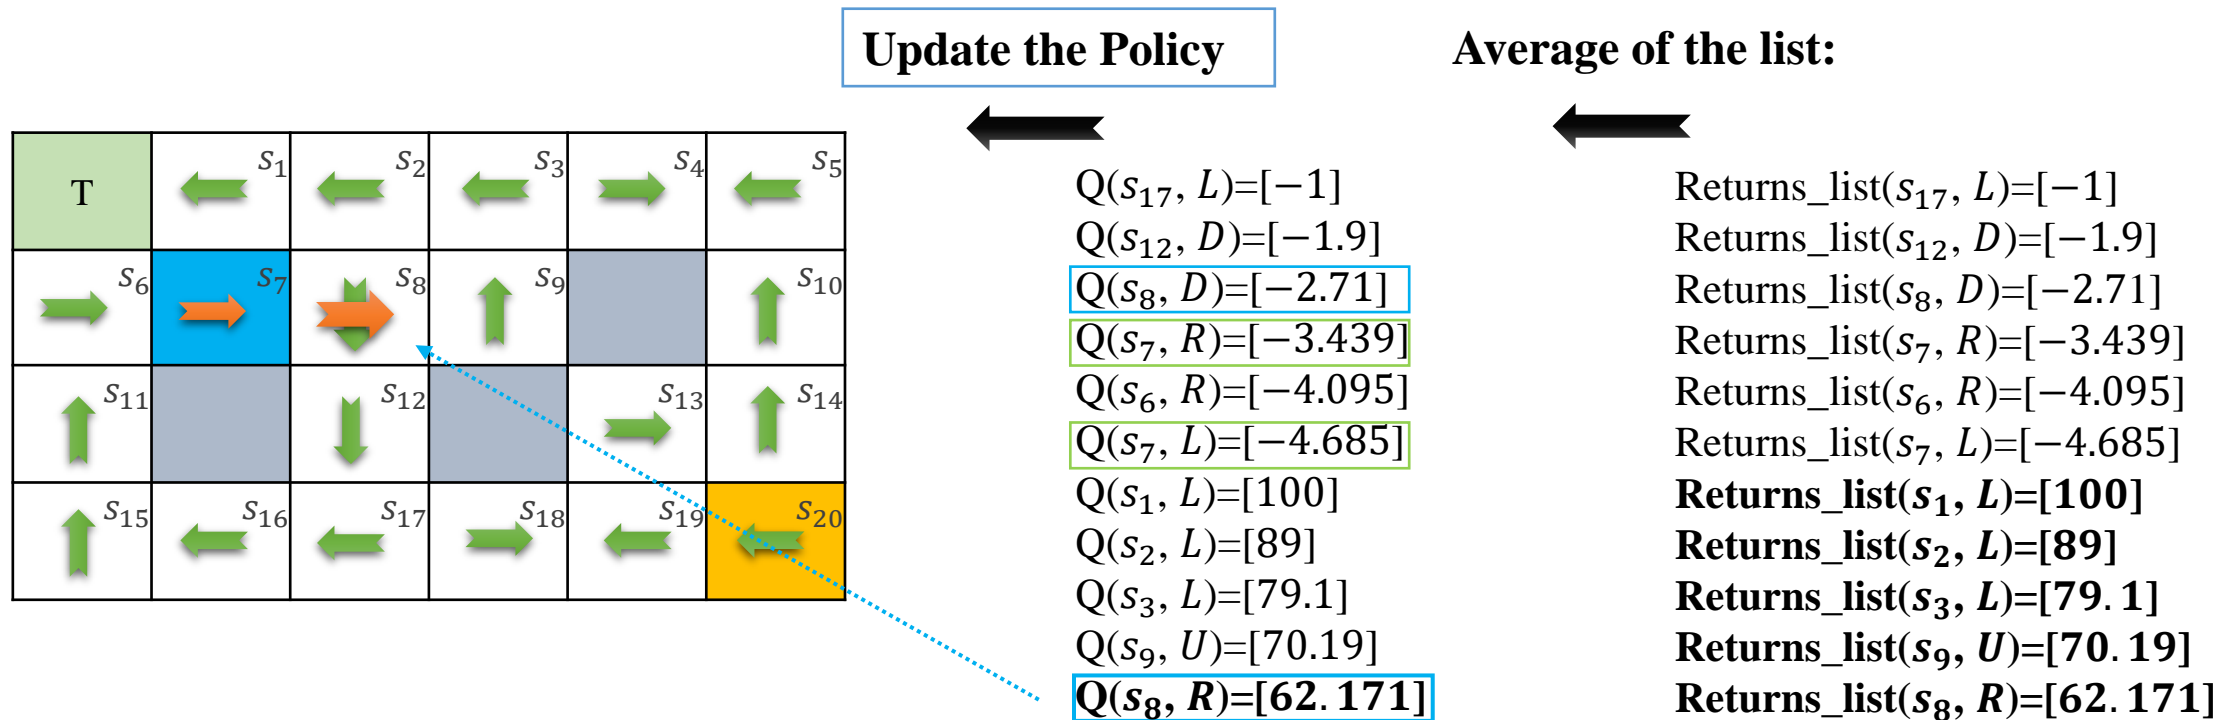 Update the Policy
Average of the list:
T s₁ s₂ s₃ s₄ s₅
s₆ s₇ s₈ s₉ s₁₀
s₁₁ s₁₂ s₁₃ s₁₄
s₁₅ s₁₆ s₁₇ s₁₈ s₁₉ s₂₀
Q(s₁₇, L)=[−1]
Q(s₁₂, D)=[−1.9]
Q(s₈, D)=[−2.71]
Q(s₇, R)=[−3.439]
Q(s₆, R)=[−4.095]
Q(s₇, L)=[−4.685]
Q(s₁, L)=[100]
Q(s₂, L)=[89]
Q(s₃, L)=[79.1]
Q(s₉, U)=[70.19]
Q(s₈, R)=[62.171]
Returns_list(s₁₇, L)=[−1]
Returns_list(s₁₂, D)=[−1.9]
Returns_list(s₈, D)=[−2.71]
Returns_list(s₇, R)=[−3.439]
Returns_list(s₆, R)=[−4.095]
Returns_list(s₇, L)=[−4.685]
Returns_list(s₁, L)=[100]
Returns_list(s₂, L)=[89]
Returns_list(s₃, L)=[79.1]
Returns_list(s₉, U)=[70.19]
Returns_list(s₈, R)=[62.171]